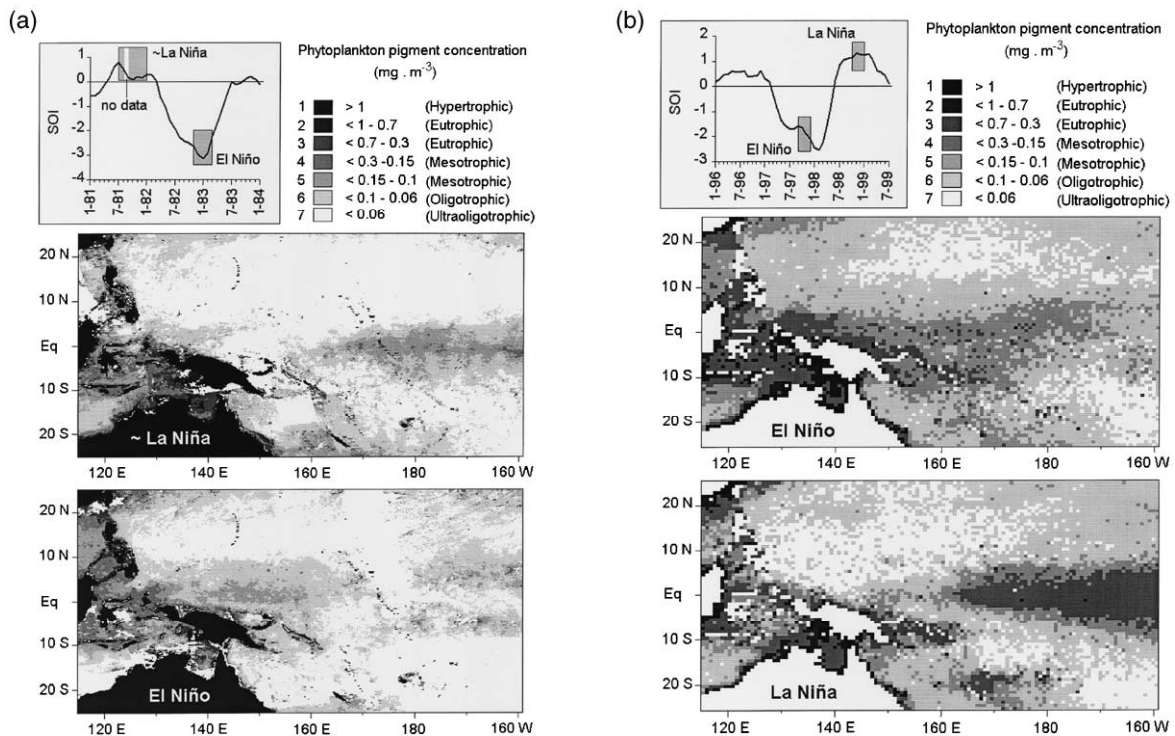 (a)
1
0
-1
-2
-3
-4
SOI
~La Niña
no data
El Niño
1-81
7-81
1-82
7-82
1-83
7-83
1-84
Phytoplankton pigment concentration
(mg . m-3)
1 > 1 (Hypertrophic)
2 < 1 - 0.7 (Eutrophic)
3 < 0.7 - 0.3 (Eutrophic)
4 < 0.3 -0.15 (Mesotrophic)
5 < 0.15 - 0.1 (Mesotrophic)
6 < 0.1 - 0.06 (Oligotrophic)
7 < 0.06 (Ultraoligotrophic)
20 N
10 N
Eq
10 S
20 S
~ La Niña
120 E 140 E 160 E 180 160 W
20 N
10 N
Eq
10 S
20 S
El Niño
120 E 140 E 160 E 180 160 W
(b)
2
1
0
-1
-2
-3
SOI
La Niña
El Niño
1-96
7-96
1-97
7-97
1-98
7-98
1-99
7-99
Phytoplankton pigment concentration
(mg . m-3)
1 > 1 (Hypertrophic)
2 < 1 - 0.7 (Eutrophic)
3 < 0.7 - 0.3 (Eutrophic)
4 < 0.3 -0.15 (Mesotrophic)
5 < 0.15 - 0.1 (Mesotrophic)
6 < 0.1 - 0.06 (Oligotrophic)
7 < 0.06 (Ultraoligotrophic)
20 N
10 N
Eq
10 S
20 S
El Niño
120 E 140 E 160 E 180 160 W
20 N
10 N
Eq
10 S
20 S
La Niña
120 E 140 E 160 E 180 160 W